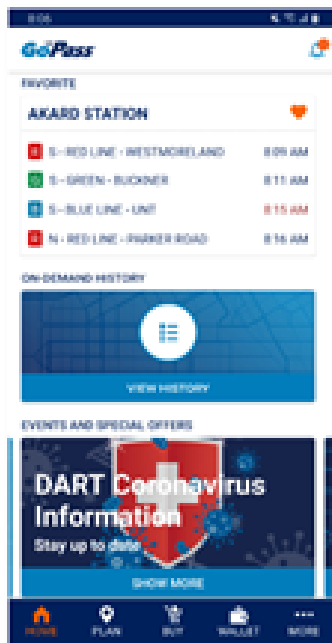 8:06
GoPass
FAVORITE
AKARD STATION
R S - RED LINE - WESTMORELAND 8:09 AM
G S - GREEN - BUCKNER 8:11 AM
B S - BLUE LINE - UNT 8:15 AM
R N - RED LINE - PARKER ROAD 8:16 AM
ON-DEMAND HISTORY
VIEW HISTORY
EVENTS AND SPECIAL OFFERS
DART Coronavirus
Information
Stay up to date
SHOW MORE
HOME PLAN BUY WALLET MORE